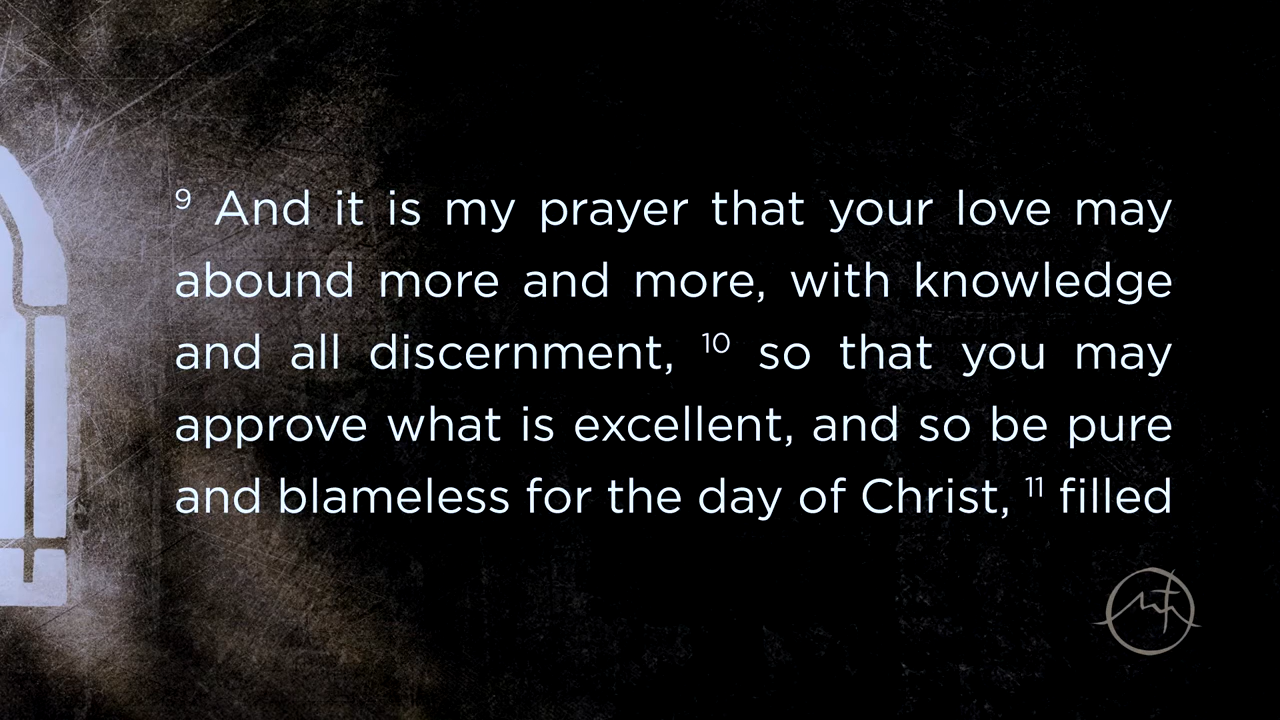 ⁹ And it is my prayer that your love may
abound more and more, with knowledge
and all discernment, ¹⁰ so that you may
approve what is excellent, and so be pure
and blameless for the day of Christ, ¹¹ filled